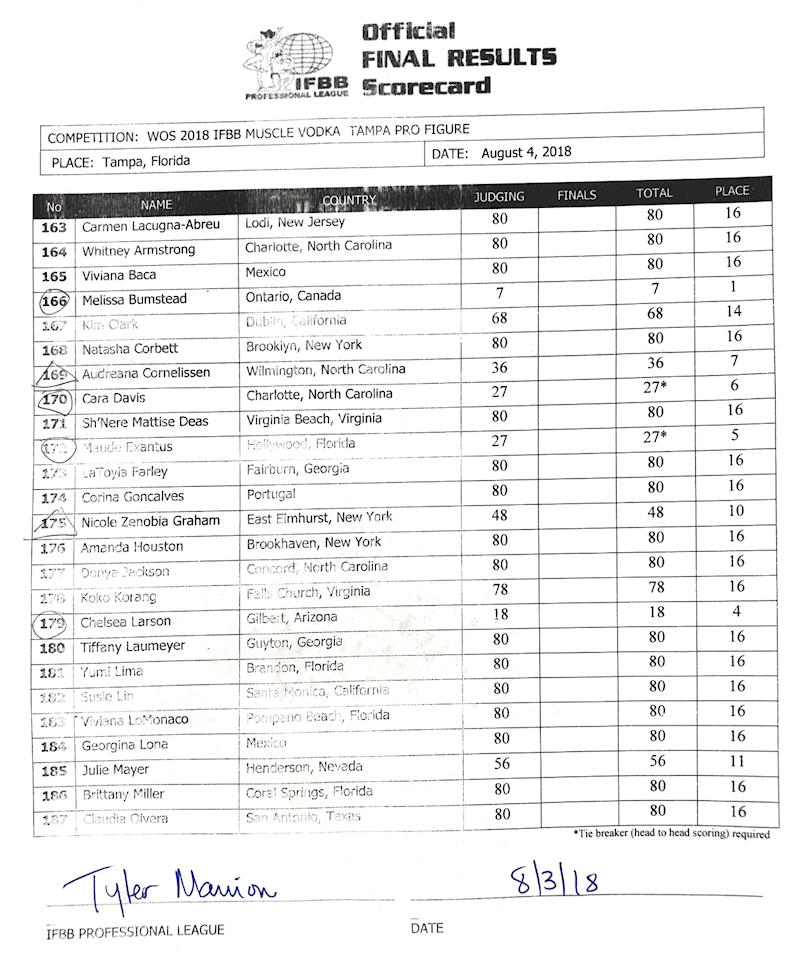 Official
FINAL RESULTS
Scorecard
IFBB
PROFESSIONAL LEAGUE
COMPETITION: WOS 2018 IFBB MUSCLE VODKA TAMPA PRO FIGURE
PLACE: Tampa, Florida DATE: August 4, 2018
No NAME COUNTRY JUDGING FINALS TOTAL PLACE
163 Carmen Lacugna-Abreu Lodi, New Jersey 80 80 16
164 Whitney Armstrong Charlotte, North Carolina 80 80 16
165 Viviana Baca Mexico 80 80 16
166 Melissa Bumstead Ontario, Canada 7 7 1
167 Kim Clark Dublin, California 68 68 14
168 Natasha Corbett Brooklyn, New York 80 80 16
169 Audreana Cornelissen Wilmington, North Carolina 36 36 7
170 Cara Davis Charlotte, North Carolina 27 27* 6
171 Sh'Nere Mattise Deas Virginia Beach, Virginia 80 80 16
172 Maude Exantus Hollywood, Florida 27 27* 5
173 LaToyia Farley Fairburn, Georgia 80 80 16
174 Corina Goncalves Portugal 80 80 16
175 Nicole Zenobia Graham East Elmhurst, New York 48 48 10
176 Amanda Houston Brookhaven, New York 80 80 16
177 Donya Jackson Concord, North Carolina 80 80 16
178 Koko Korang Falls Church, Virginia 78 78 16
179 Chelsea Larson Gilbert, Arizona 18 18 4
180 Tiffany Laumeyer Guyton, Georgia 80 80 16
181 Yumi Lima Brandon, Florida 80 80 16
182 Susie Lin Santa Monica, California 80 80 16
183 Viviana LoMonaco Pompano Beach, Florida 80 80 16
184 Georgina Lona Mexico 80 80 16
185 Julie Mayer Henderson, Nevada 56 56 11
186 Brittany Miller Coral Springs, Florida 80 80 16
187 Claudia Olvera San Antonio, Texas 80 80 16
*Tie breaker (head to head scoring) required
Tyler Manion 8/3/18
IFBB PROFESSIONAL LEAGUE DATE